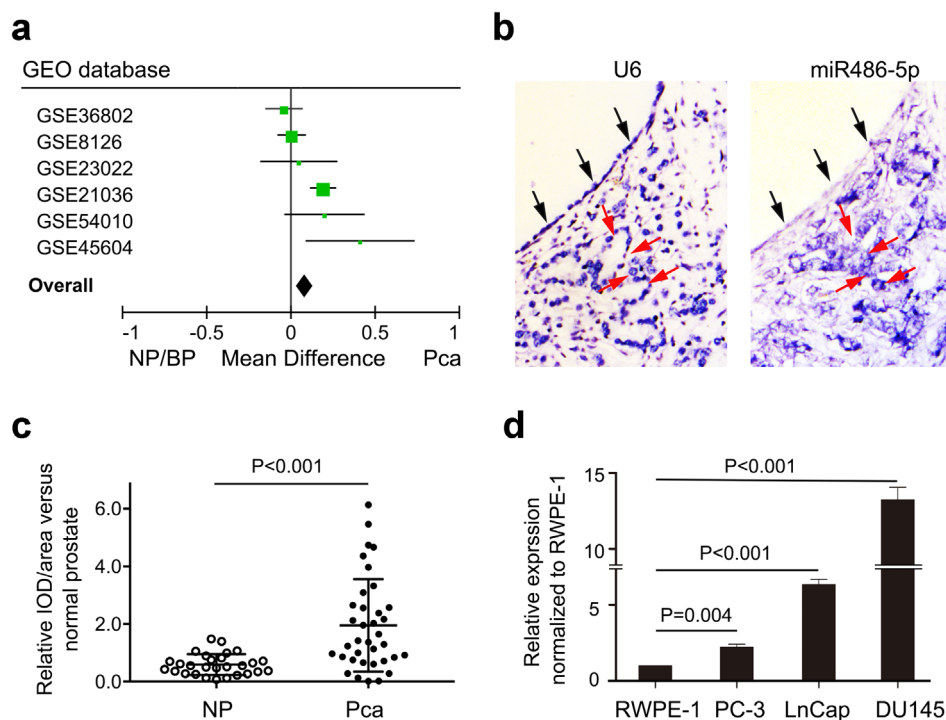 a
GEO database
GSE36802
GSE8126
GSE23022
GSE21036
GSE54010
GSE45604
Overall
-1 -0.5 0 0.5 1
NP/BP Mean Difference Pca
b
U6 miR486-5p
c
P<0.001
Relative IOD/area versus
normal prostate
6.0
4.0
2.0
0.0
NP Pca
d
Relative exprssion
normalized to RWPE-1
15
10
5
0
P<0.001
P<0.001
P=0.004
RWPE-1 PC-3 LnCap DU145